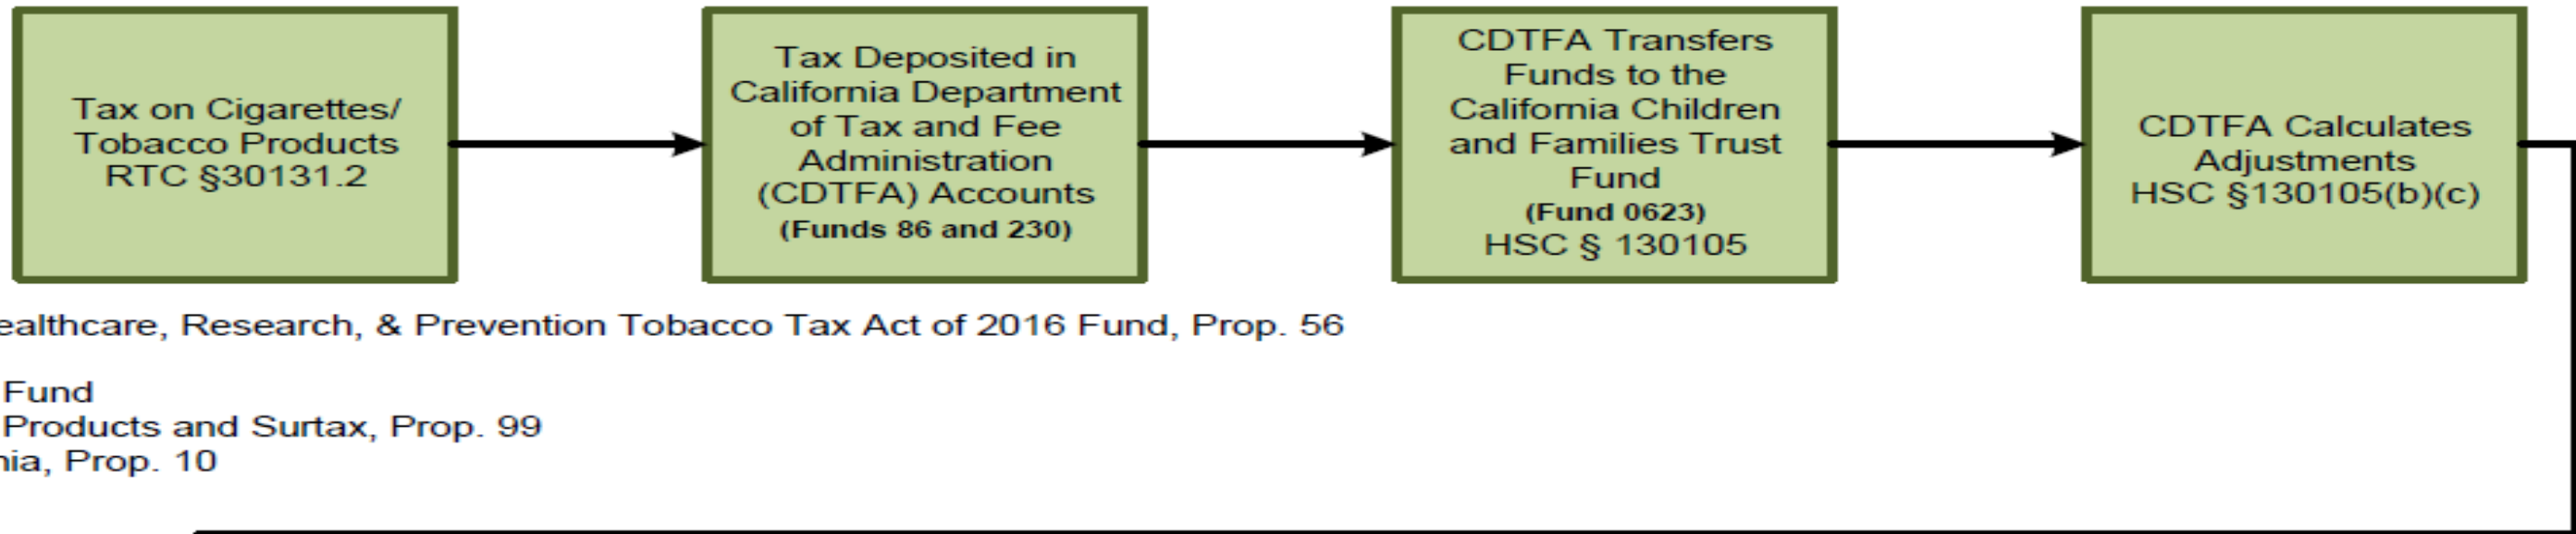 Tax on Cigarettes/
Tobacco Products
RTC §30131.2
Tax Deposited in
California Department
of Tax and Fee
Administration
(CDTFA) Accounts
(Funds 86 and 230)
CDTFA Transfers
Funds to the
California Children
and Families Trust
Fund
(Fund 0623)
HSC § 130105
CDTFA Calculates
Adjustments
HSC §130105(b)(c)
ealthcare, Research, & Prevention Tobacco Tax Act of 2016 Fund, Prop. 56
Fund
Products and Surtax, Prop. 99
nia, Prop. 10